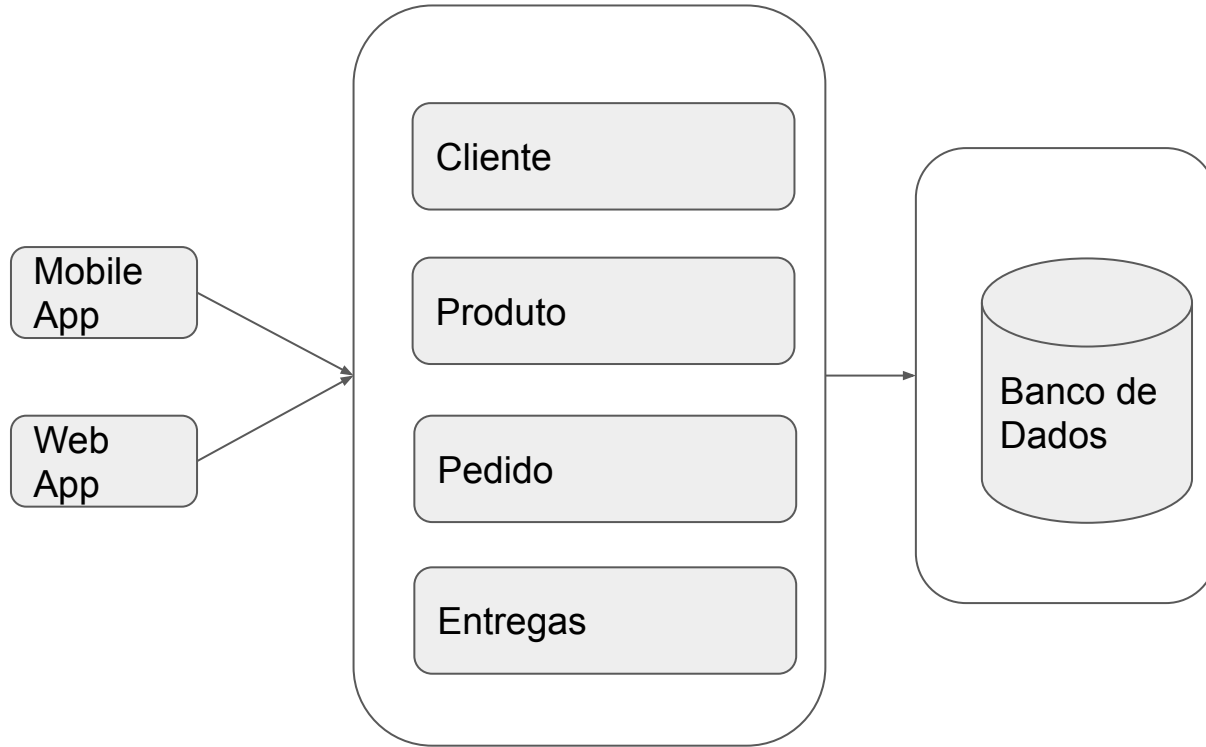 Mobile
App
Web
App
Cliente
Produto
Pedido
Entregas
Banco de
Dados